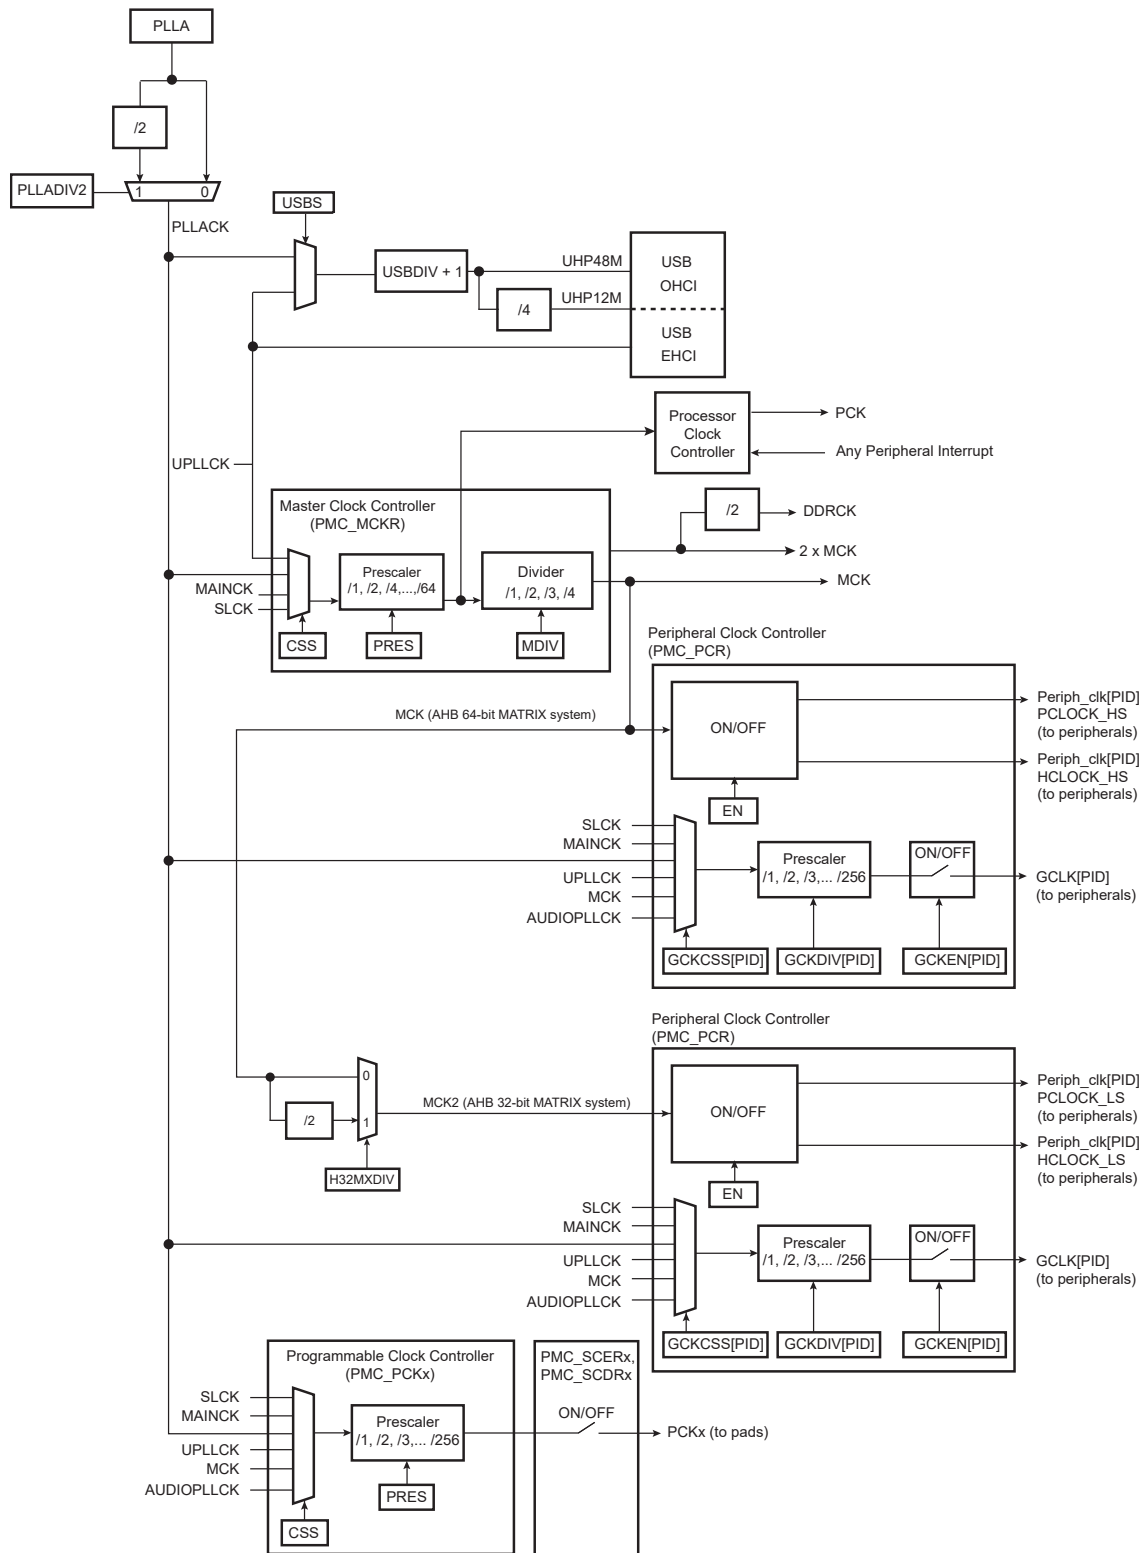 PLLA
/2
PLLADIV2
1
0
PLLACK
USBS
USBDIV + 1
UHP48M
/4
UHP12M
USB
OHCI
USB
EHCI
UPLLCK
Processor
Clock
Controller
PCK
Any Peripheral Interrupt
Master Clock Controller
(PMC_MCKR)
/2
DDRCK
2 x MCK
MCK
MAINCK
SLCK
Prescaler
/1, /2, /4,...,/64
Divider
/1, /2, /3, /4
CSS
PRES
MDIV
Peripheral Clock Controller
(PMC_PCR)
MCK (AHB 64-bit MATRIX system)
ON/OFF
EN
Periph_clk[PID]
PCLOCK_HS
(to peripherals)
Periph_clk[PID]
HCLOCK_HS
(to peripherals)
SLCK
MAINCK
UPLLCK
MCK
AUDIOPLLCK
Prescaler
/1, /2, /3,... /256
ON/OFF
GCLK[PID]
(to peripherals)
GCKCSS[PID]
GCKDIV[PID]
GCKEN[PID]
Peripheral Clock Controller
(PMC_PCR)
0
1
/2
H32MXDIV
MCK2 (AHB 32-bit MATRIX system)
ON/OFF
EN
Periph_clk[PID]
PCLOCK_LS
(to peripherals)
Periph_clk[PID]
HCLOCK_LS
(to peripherals)
SLCK
MAINCK
UPLLCK
MCK
AUDIOPLLCK
Prescaler
/1, /2, /3,... /256
ON/OFF
GCLK[PID]
(to peripherals)
GCKCSS[PID]
GCKDIV[PID]
GCKEN[PID]
Programmable Clock Controller
(PMC_PCKx)
SLCK
MAINCK
UPLLCK
MCK
AUDIOPLLCK
Prescaler
/1, /2, /3,... /256
PRES
CSS
PMC_SCERx,
PMC_SCDRx
ON/OFF
PCKx (to pads)